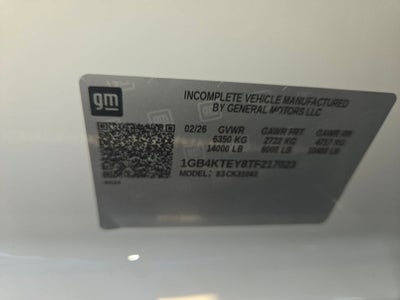 gm
INCOMPLETE VEHICLE MANUFACTURED
BY GENERAL MOTORS LLC
02/26 GVWR GAWR FRT GAWR RR
6350 KG 2722 KG 4717 KG
14000 LB 6000 LB 10400 LB
1GB4KTEY8TF217023
MODEL: CK31043